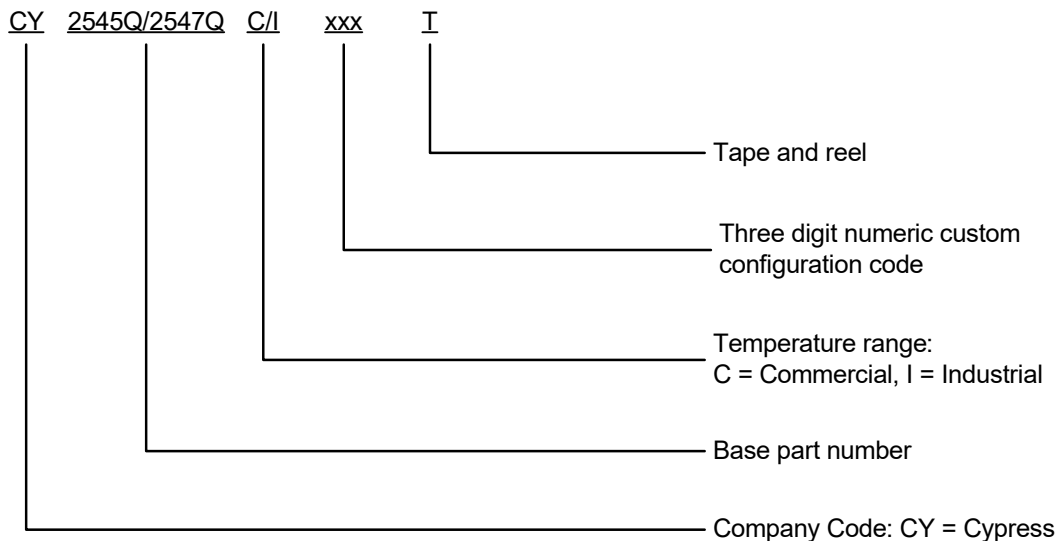 CY 2545Q/2547Q C/I xxx T
Tape and reel
Three digit numeric custom
configuration code
Temperature range:
C = Commercial, I = Industrial
Base part number
Company Code: CY = Cypress